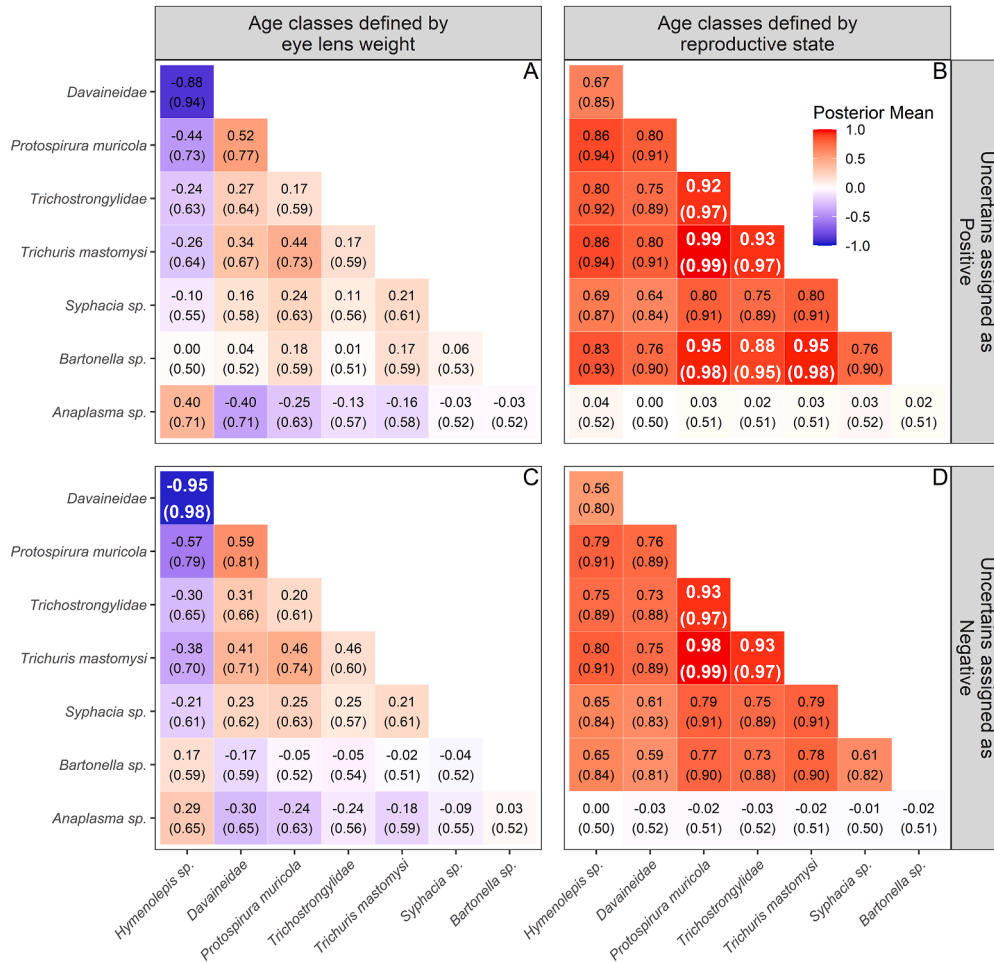 Age classes defined by
eye lens weight
Age classes defined by
reproductive state
A
Davaineidae
-0.88
(0.94)
Protospirura muricola
-0.44 0.52
(0.73) (0.77)
Trichostrongylidae
-0.24 0.27 0.17
(0.63) (0.64) (0.59)
Trichuris mastomysi
-0.26 0.34 0.44 0.17
(0.64) (0.67) (0.73) (0.59)
Syphacia sp.
-0.10 0.16 0.24 0.11 0.21
(0.55) (0.58) (0.63) (0.56) (0.61)
Bartonella sp.
0.00 0.04 0.18 0.01 0.17 0.06
(0.50) (0.52) (0.59) (0.51) (0.59) (0.53)
Anaplasma sp.
0.40 -0.40 -0.25 -0.13 -0.16 -0.03 -0.03
(0.71) (0.71) (0.63) (0.57) (0.58) (0.52) (0.52)
B
0.67
(0.85)
0.86 0.80
(0.94) (0.91)
0.80 0.75 0.92
(0.92) (0.89) (0.97)
0.86 0.80 0.99 0.93
(0.94) (0.91) (0.99) (0.97)
0.69 0.64 0.80 0.75 0.80
(0.87) (0.84) (0.91) (0.89) (0.91)
0.83 0.76 0.95 0.88 0.95 0.76
(0.93) (0.90) (0.98) (0.95) (0.98) (0.90)
0.04 0.00 0.03 0.02 0.03 0.03 0.02
(0.52) (0.50) (0.51) (0.51) (0.51) (0.52) (0.51)
Posterior Mean
1.0
0.5
0.0
-0.5
-1.0
Uncertains assigned as
Positive
C
Davaineidae
-0.95
(0.98)
Protospirura muricola
-0.57 0.59
(0.79) (0.81)
Trichostrongylidae
-0.30 0.31 0.20
(0.65) (0.66) (0.61)
Trichuris mastomysi
-0.38 0.41 0.46 0.46
(0.70) (0.71) (0.74) (0.60)
Syphacia sp.
-0.21 0.23 0.25 0.25 0.21
(0.61) (0.62) (0.63) (0.57) (0.61)
Bartonella sp.
0.17 -0.17 -0.05 -0.05 -0.02 -0.04
(0.59) (0.59) (0.52) (0.54) (0.51) (0.52)
Anaplasma sp.
0.29 -0.30 -0.24 -0.24 -0.18 -0.09 0.03
(0.65) (0.65) (0.63) (0.56) (0.59) (0.55) (0.52)
D
0.56
(0.80)
0.79 0.76
(0.91) (0.89)
0.75 0.73 0.93
(0.89) (0.88) (0.97)
0.80 0.75 0.98 0.93
(0.91) (0.89) (0.99) (0.97)
0.65 0.61 0.79 0.75 0.79
(0.84) (0.83) (0.91) (0.89) (0.91)
0.65 0.59 0.77 0.73 0.78 0.61
(0.84) (0.81) (0.90) (0.88) (0.90) (0.82)
0.00 -0.03 -0.02 -0.03 -0.02 -0.01 -0.02
(0.50) (0.52) (0.51) (0.52) (0.51) (0.50) (0.51)
Uncertains assigned as
Negative
Hymenolepis sp.
Davaineidae
Protospirura muricola
Trichostrongylidae
Trichuris mastomysi
Syphacia sp.
Bartonella sp.
Hymenolepis sp.
Davaineidae
Protospirura muricola
Trichostrongylidae
Trichuris mastomysi
Syphacia sp.
Bartonella sp.